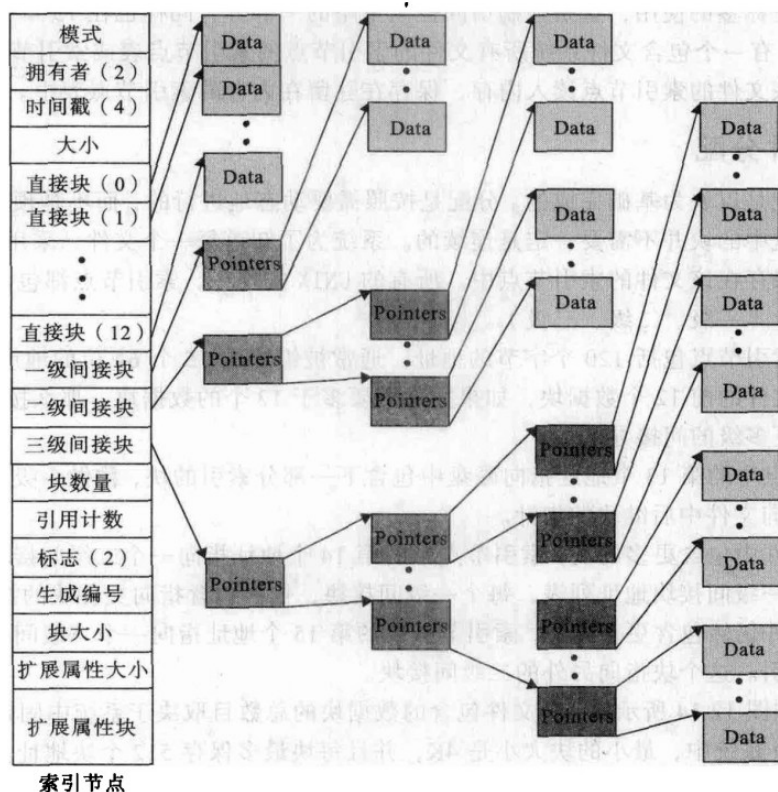 模式
拥有者（2）
时间戳（4）
大小
直接块（0）
直接块（1）
直接块（12）
一级间接块
二级间接块
三级间接块
块数量
引用计数
标志（2）
生成编号
块大小
扩展属性大小
扩展属性块
索引节点
Data
Data
Data
Pointers
Pointers
Pointers
Data
Data
Pointers
Pointers
Pointers
Pointers
Data
Data
Data
Data
Pointers
Pointers
Pointers
Pointers
Data
Data
Data
Data
Data
Data
Data
Data